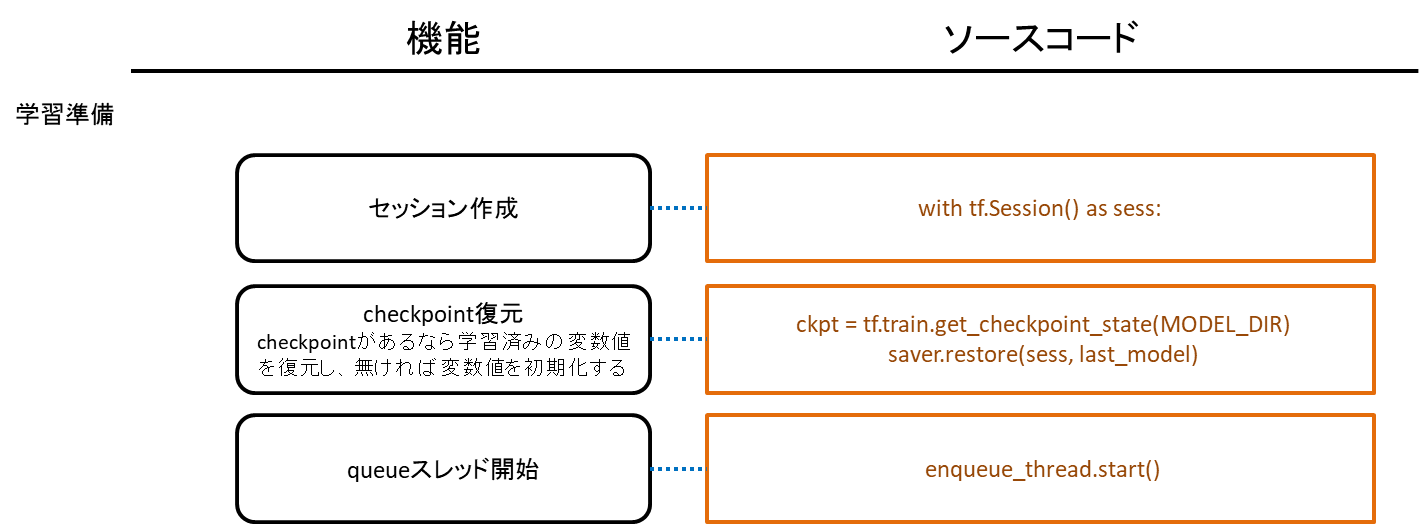 機能
ソースコード
学習準備
セッション作成
with tf.Session() as sess:
checkpoint復元
checkpointがあるなら学習済みの変数値
を復元し、無ければ変数値を初期化する
ckpt = tf.train.get_checkpoint_state(MODEL_DIR)
saver.restore(sess, last_model)
queueスレッド開始
enqueue_thread.start()